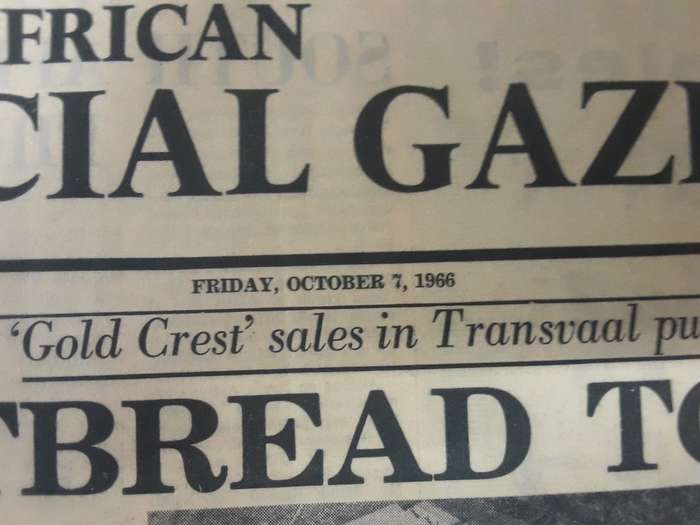 FRICAN
CIAL GAZ
FRIDAY, OCTOBER 7, 1966
'Gold Crest' sales in Transvaal pu
TBREAD TO